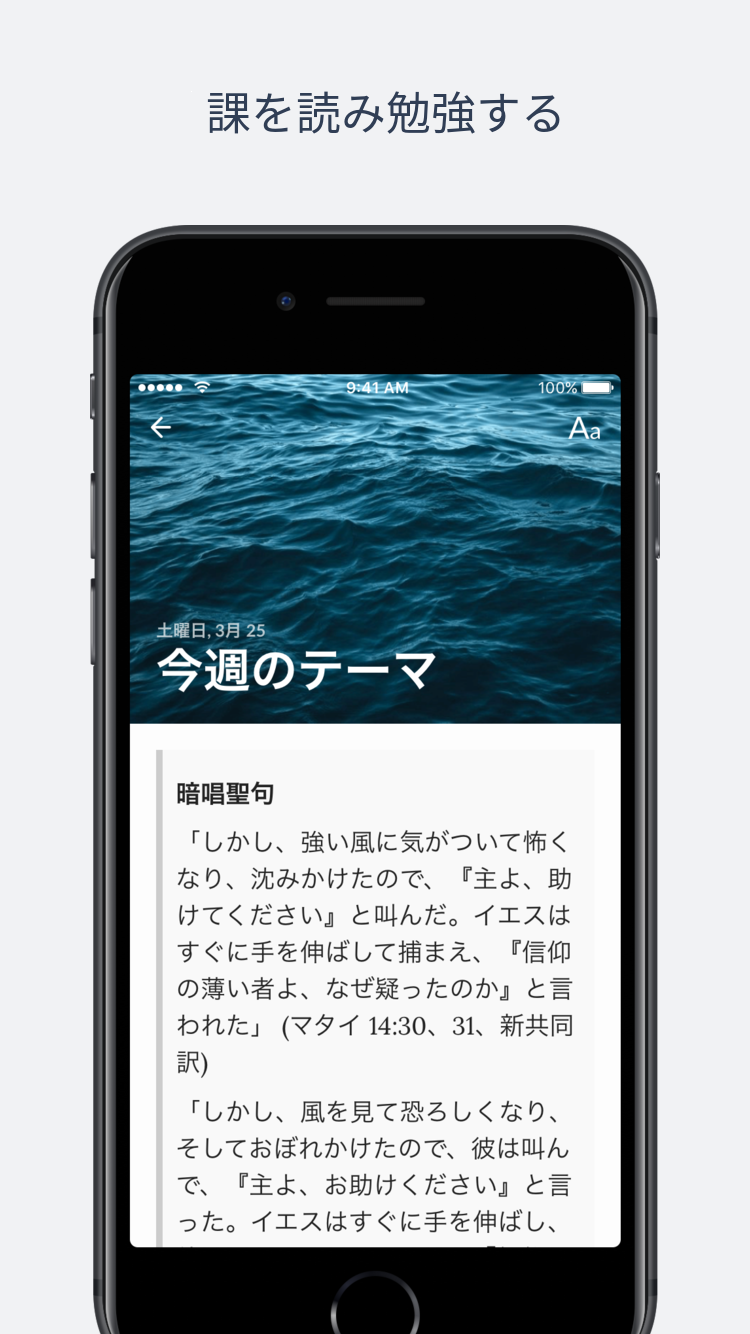 課を読み勉強する
9:41 AM
100%
Aa
土曜日, 3月 25
今週のテーマ
暗唱聖句
「しかし、強い風に気がついて怖く
なり、沈みかけたので、『主よ、助
けてください』と叫んだ。イエスは
すぐに手を伸ばして捕まえ、『信仰
の薄い者よ、なぜ疑ったのか』と言
われた」 (マタイ 14:30、31、新共同
訳)
「しかし、風を見て恐ろしくなり、
そしておぼれかけたので、彼は叫ん
で、『主よ、お助けください』と言
った。イエスはすぐに手を伸ばし、